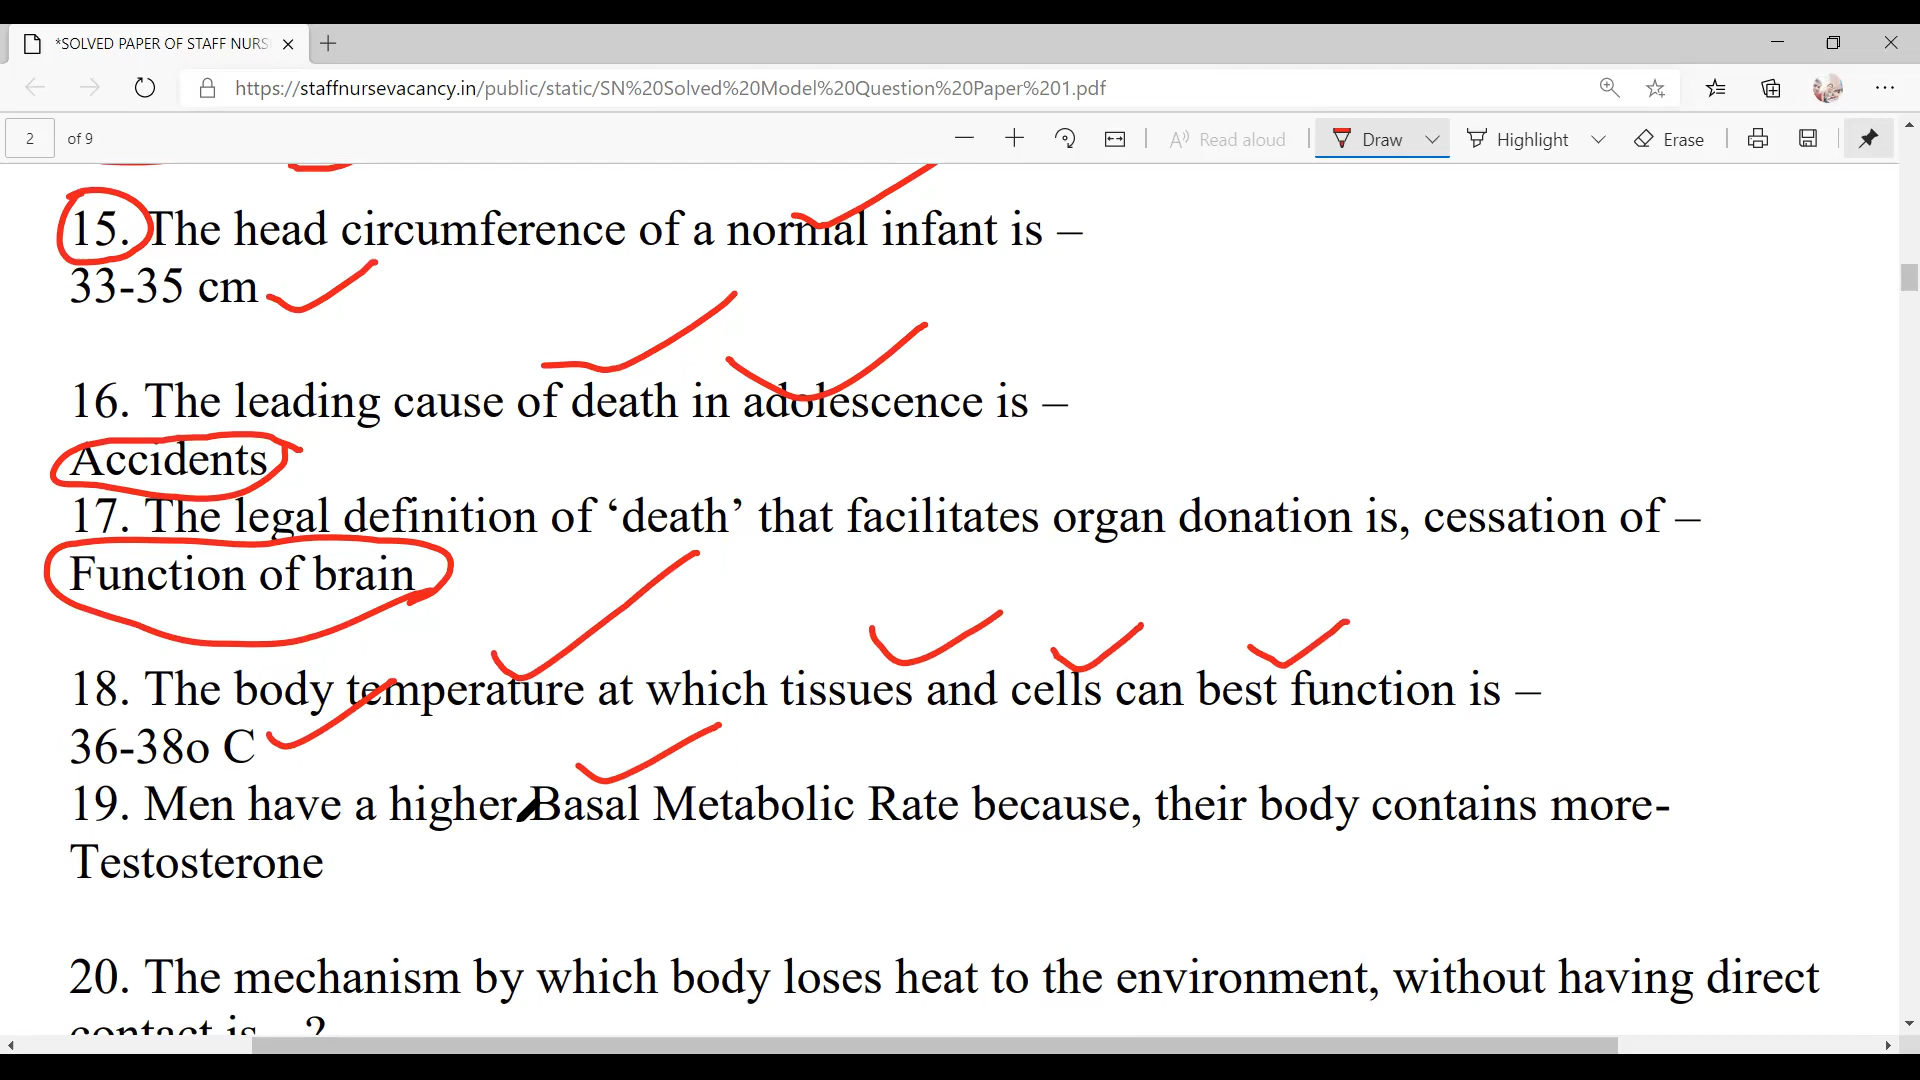 *SOLVED PAPER OF STAFF NURS
https://staffnursevacancy.in/public/static/SN%20Solved%20Model%20Question%20Paper%201.pdf
2 of 9 Read aloud Draw Highlight Erase
15. The head circumference of a normal infant is –
33-35 cm
16. The leading cause of death in adolescence is –
Accidents
17. The legal definition of ‘death’ that facilitates organ donation is, cessation of –
Function of brain
18. The body temperature at which tissues and cells can best function is –
36-38o C
19. Men have a higher Basal Metabolic Rate because, their body contains more-
Testosterone
20. The mechanism by which body loses heat to the environment, without having direct
contact is ?